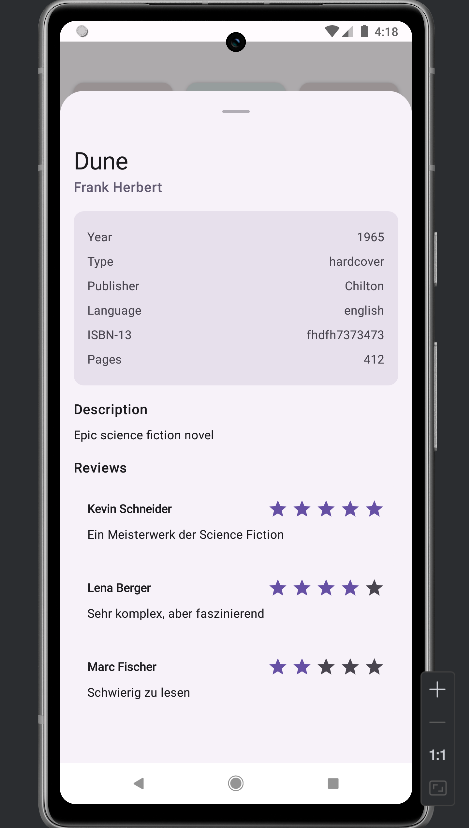 4:18
Dune
Frank Herbert
Year 1965
Type hardcover
Publisher Chilton
Language english
ISBN-13 fhdfh7373473
Pages 412
Description
Epic science fiction novel
Reviews
Kevin Schneider
Ein Meisterwerk der Science Fiction
Lena Berger
Sehr komplex, aber faszinierend
Marc Fischer
Schwierig zu lesen
1:1